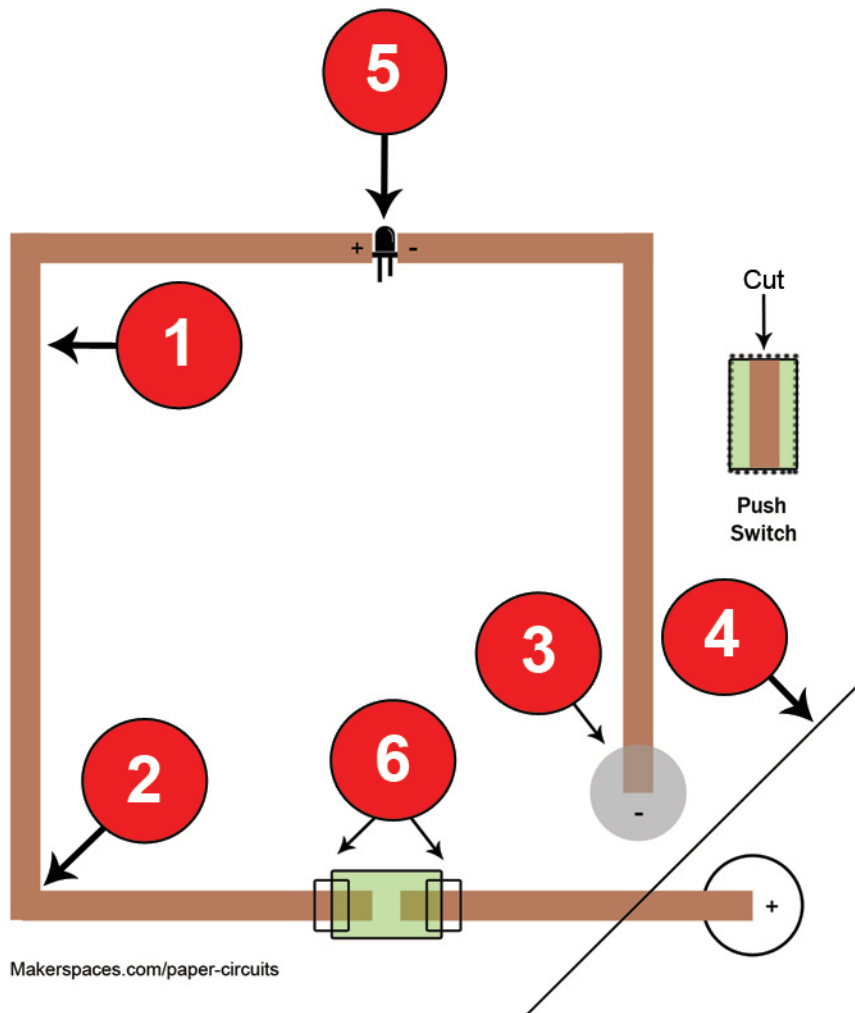 5
+ -
1
Cut
Push
Switch
4
3
2
6
-
+
Makerspaces.com/paper-circuits